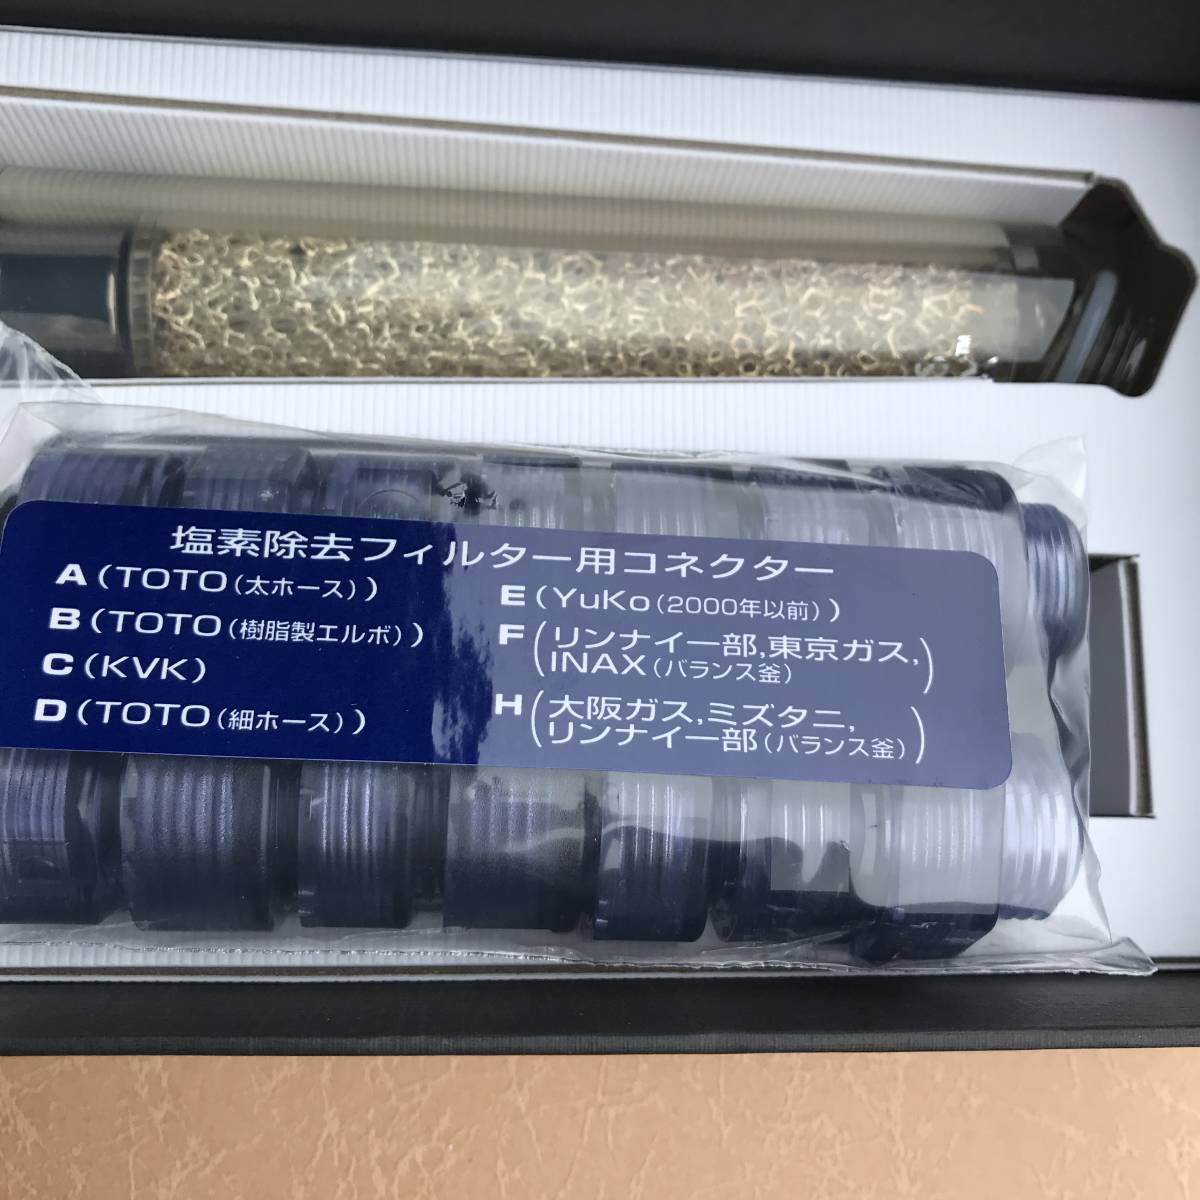 塩素除去フィルター用コネクター
A(TOTO(太ホース))
B(TOTO(樹脂製エルボ))
C(KVK)
D(TOTO(細ホース))
E(YuKo(2000年以前))
F(リンナイ一部,東京ガス,
INAX(バランス釜))
H(大阪ガス,ミズタニ,
リンナイ一部(バランス釜))
TM